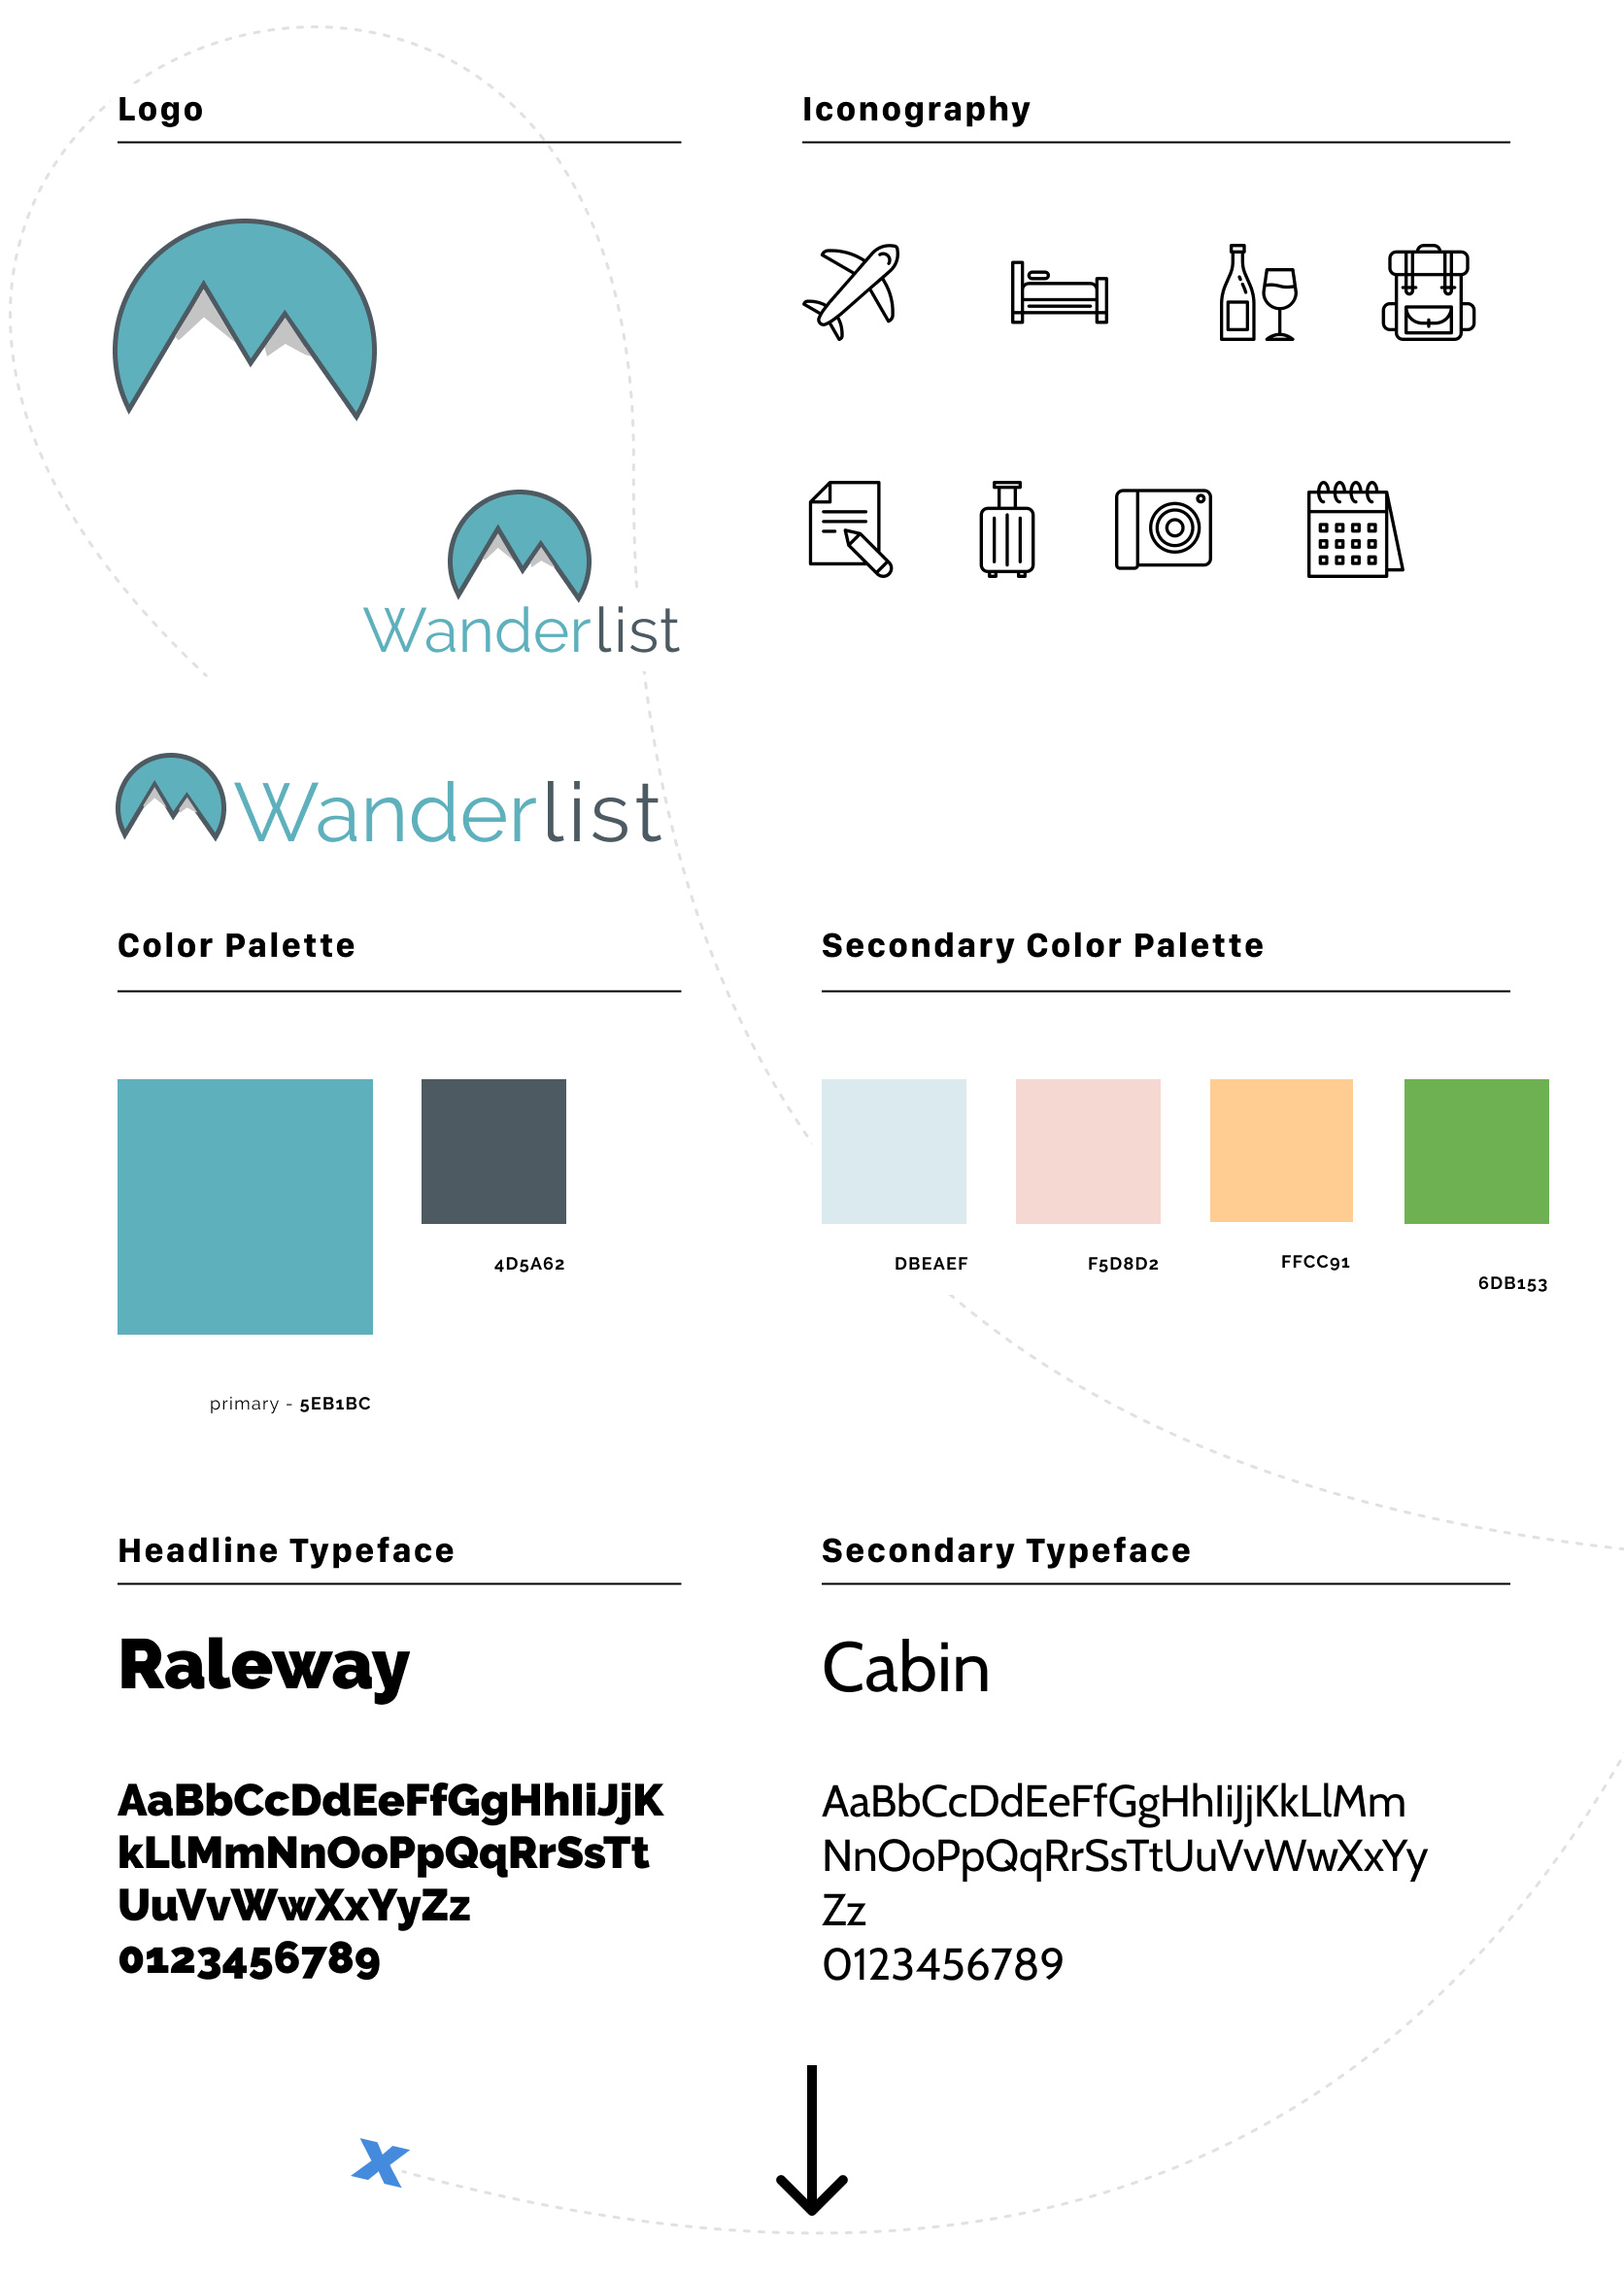 Logo
Iconography
Wanderlist
Wanderlist
Color Palette
Secondary Color Palette
4D5A62
DBEAEF
F5D8D2
FFCC91
6DB153
primary - 5EB1BC
Headline Typeface
Secondary Typeface
Raleway
Cabin
AaBbCcDdEeFfGgHhIiJjK
kLlMmNnOoPpQqRrSsTt
UuVvWwXxYyZz
0123456789
AaBbCcDdEeFfGgHhIiJjKkLlMm
NnOoPpQqRrSsTtUuVvWwXxYy
Zz
0123456789
x